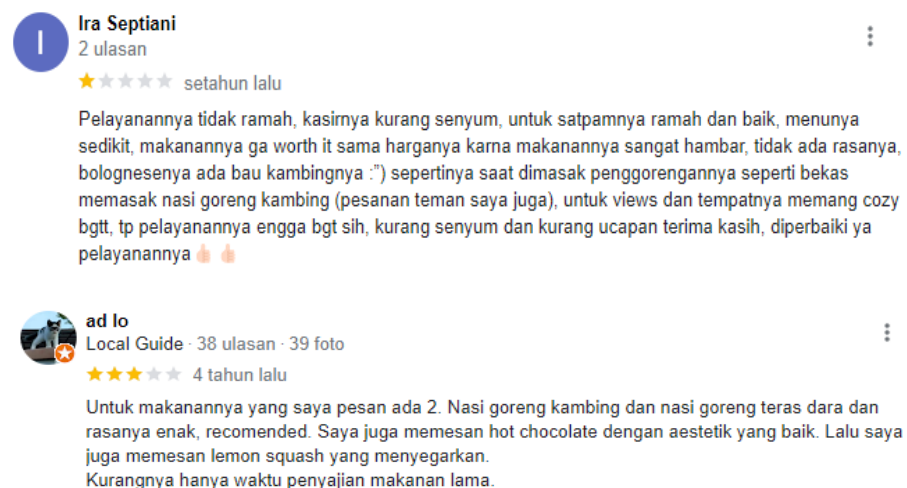 I
Ira Septiani
2 ulasan
setahun lalu
Pelayanannya tidak ramah, kasirnya kurang senyum, untuk satpamnya ramah dan baik, menunya
sedikit, makanannya ga worth it sama harganya karna makanannya sangat hambar, tidak ada rasanya,
bolognesenya ada bau kambingnya :") sepertinya saat dimasak penggorengannya seperti bekas
memasak nasi goreng kambing (pesanan teman saya juga), untuk views dan tempatnya memang cozy
bgtt, tp pelayanannya engga bgt sih, kurang senyum dan kurang ucapan terima kasih, diperbaiki ya
pelayanannya 👍🏻 👍🏻
ad lo
Local Guide · 38 ulasan · 39 foto
4 tahun lalu
Untuk makanannya yang saya pesan ada 2. Nasi goreng kambing dan nasi goreng teras dara dan
rasanya enak, recomended. Saya juga memesan hot chocolate dengan aestetik yang baik. Lalu saya
juga memesan lemon squash yang menyegarkan.
Kurangnya hanya waktu penyajian makanan lama.